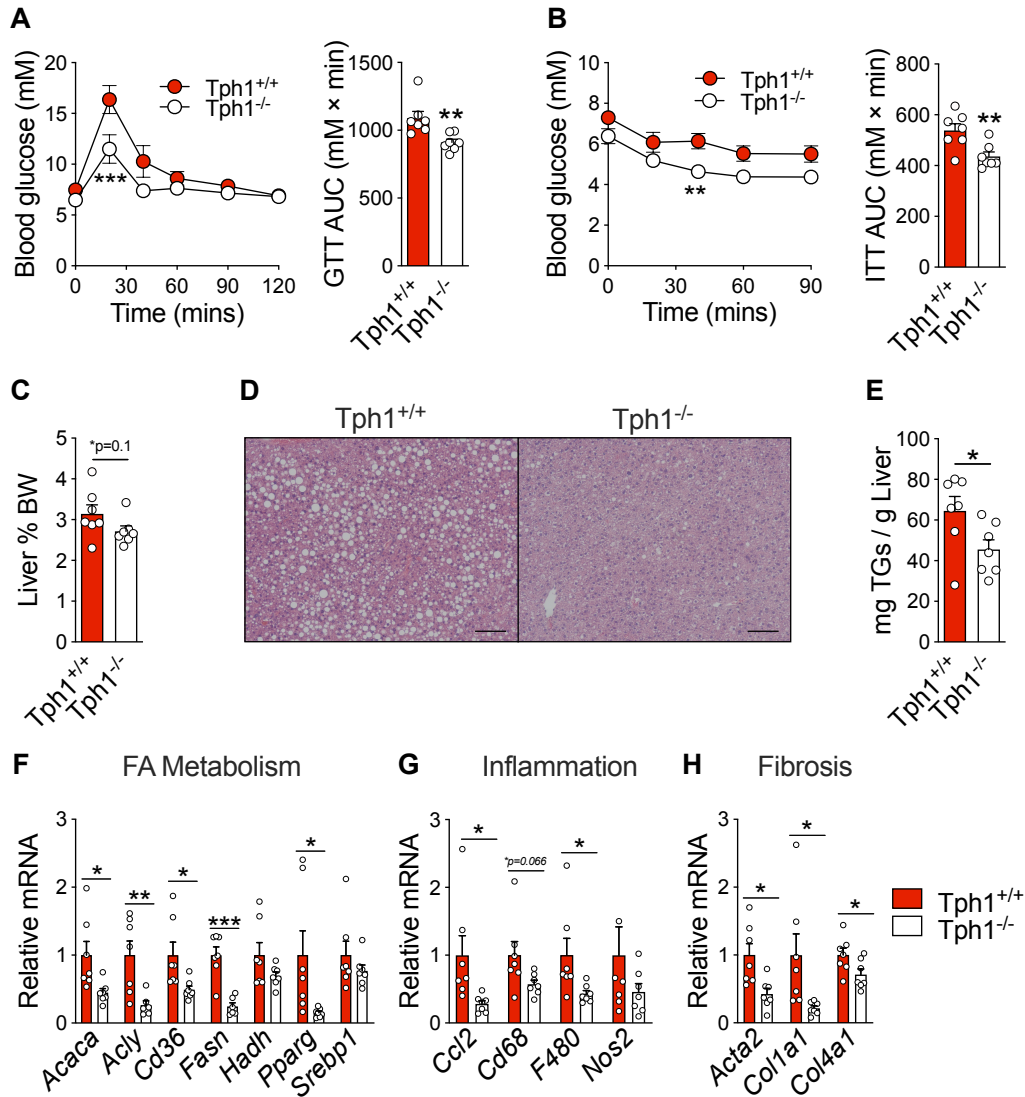 A
Blood glucose (mM)
20
15
10
5
0
Tph1+/+
Tph1-/-
***
0 30 60 90 120
Time (mins)
GTT AUC (mM × min)
1500
1000
500
0
**
Tph1+/+
Tph1-/-
B
Blood glucose (mM)
10
8
6
4
2
0
Tph1+/+
Tph1-/-
**
0 30 60 90
Time (mins)
ITT AUC (mM × min)
800
600
400
200
0
**
Tph1+/+
Tph1-/-
C
Liver % BW
5
4
3
2
1
0
*p=0.1
Tph1+/+
Tph1-/-
D
Tph1+/+ Tph1-/-
E
mg TGs / g Liver
100
80
60
40
20
0
*
Tph1+/+
Tph1-/-
F
FA Metabolism
Relative mRNA
3
2
1
0
* ** * *** *
Acaca Acly Cd36 Fasn Hadh Pparg Srebp1
G
Inflammation
Relative mRNA
3
2
1
0
* *p=0.066 *
Ccl2 Cd68 F480 Nos2
H
Fibrosis
Relative mRNA
3
2
1
0
* * *
Acta2 Col1a1 Col4a1
Tph1+/+
Tph1-/-